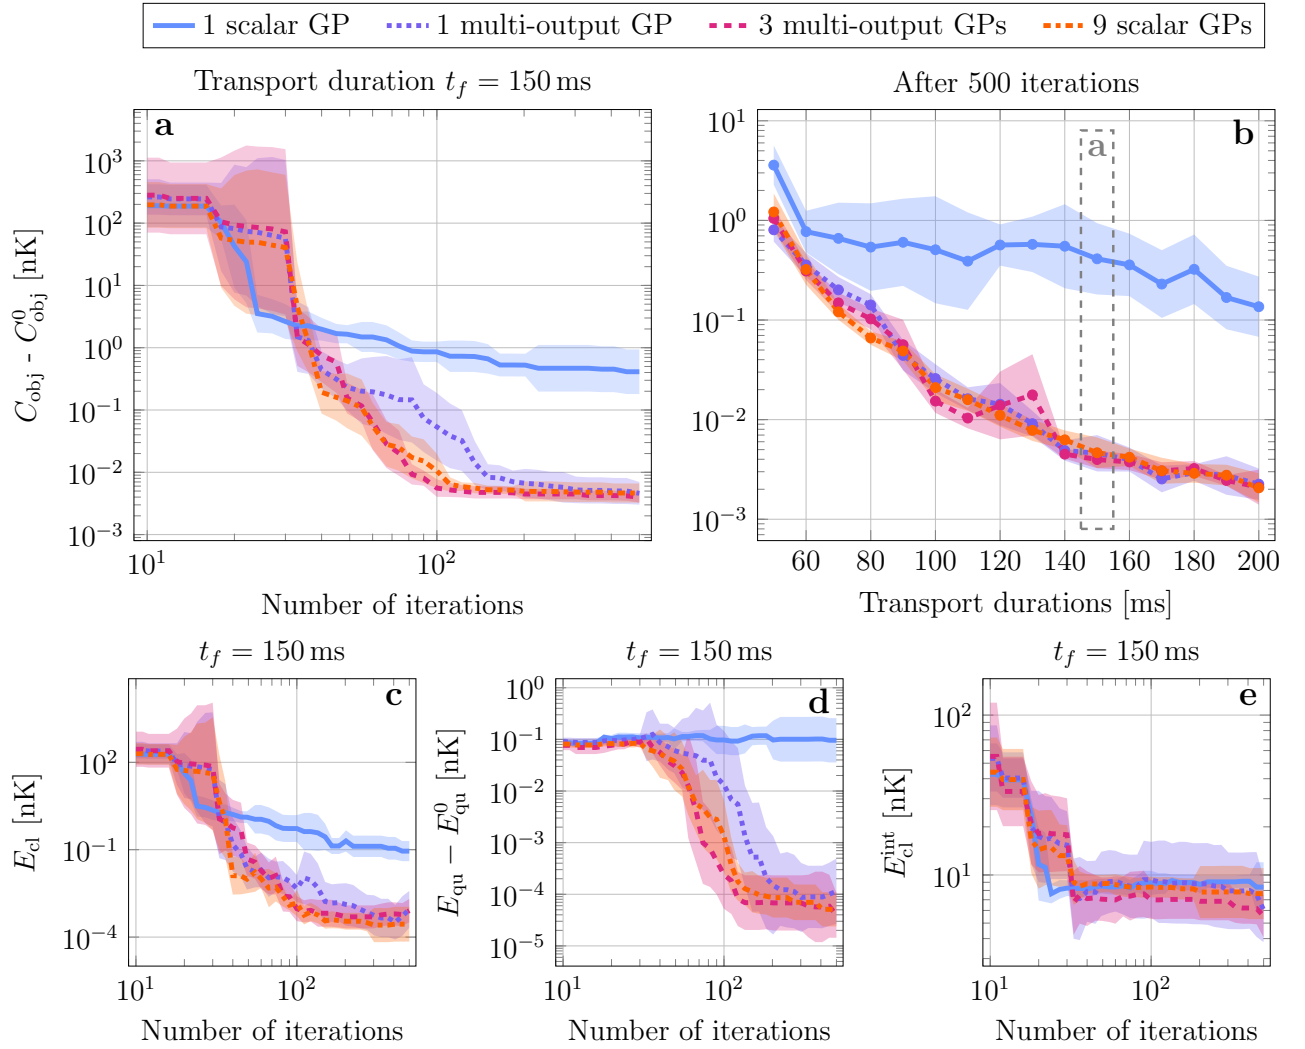 1 scalar GP 1 multi-output GP 3 multi-output GPs 9 scalar GPs
Transport duration t_f = 150 ms
After 500 iterations
a
C_obj - C^0_obj [nK]
10^3
10^2
10^1
10^0
10^−1
10^−2
10^−3
10^1 10^2
Number of iterations
b
a
10^1
10^0
10^−1
10^−2
10^−3
60 80 100 120 140 160 180 200
Transport durations [ms]
t_f = 150 ms
c
E_cl [nK]
10^2
10^−1
10^−4
10^1 10^2
Number of iterations
t_f = 150 ms
d
E_qu − E^0_qu [nK]
10^0
10^−1
10^−2
10^−3
10^−4
10^−5
10^1 10^2
Number of iterations
t_f = 150 ms
e
E^int_cl [nK]
10^2
10^1
10^1 10^2
Number of iterations